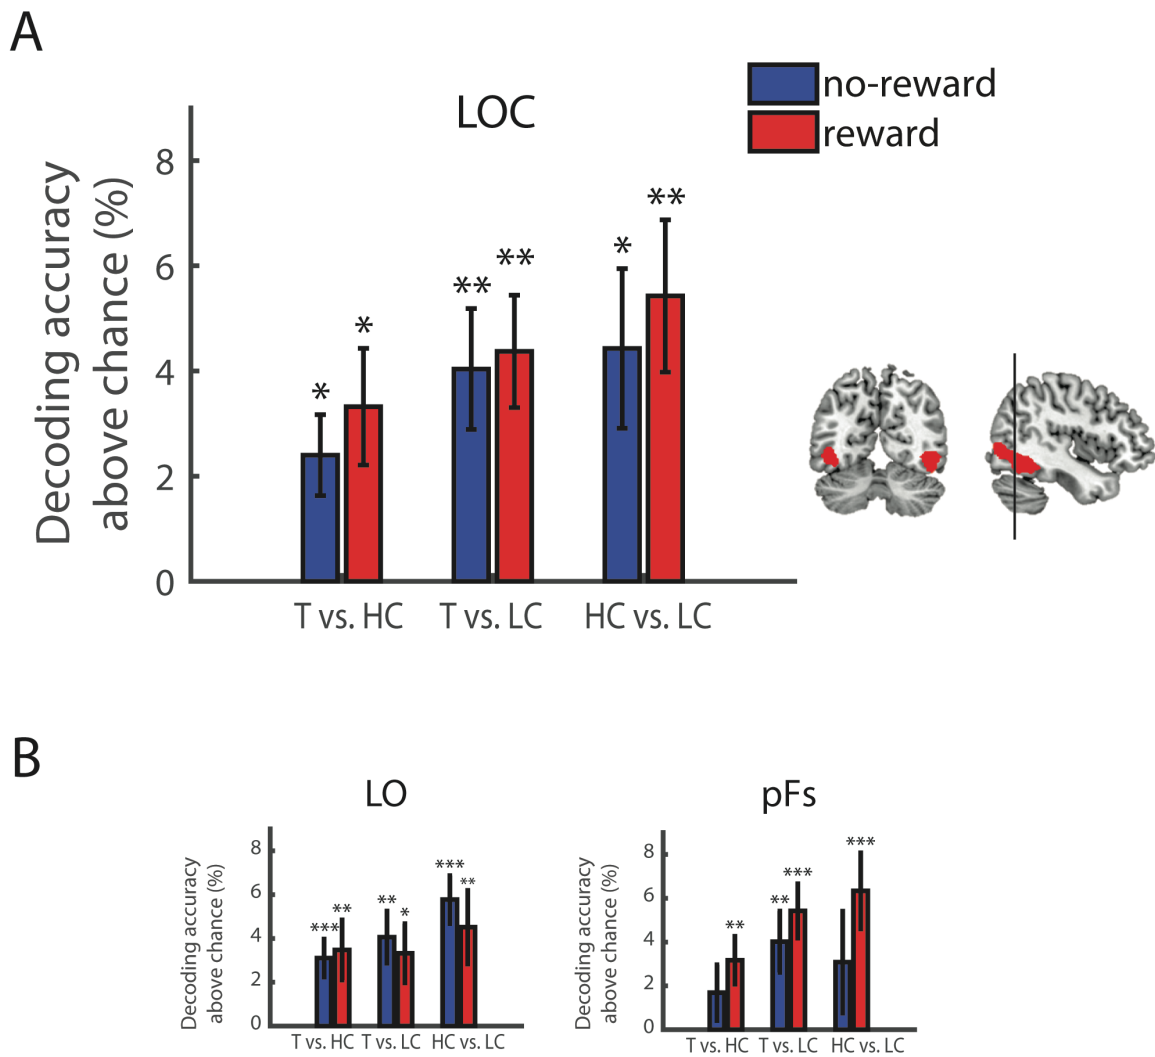 A
LOC
no-reward
reward
Decoding accuracy
above chance (%)
8
6
4
2
0
*
*
**
**
*
**
T vs. HC
T vs. LC
HC vs. LC
B
LO
Decoding accuracy
above chance (%)
8
6
4
2
0
***
**
**
*
***
**
T vs. HC
T vs. LC
HC vs. LC
pFs
Decoding accuracy
above chance (%)
8
6
4
2
0
**
**
***
***
T vs. HC
T vs. LC
HC vs. LC